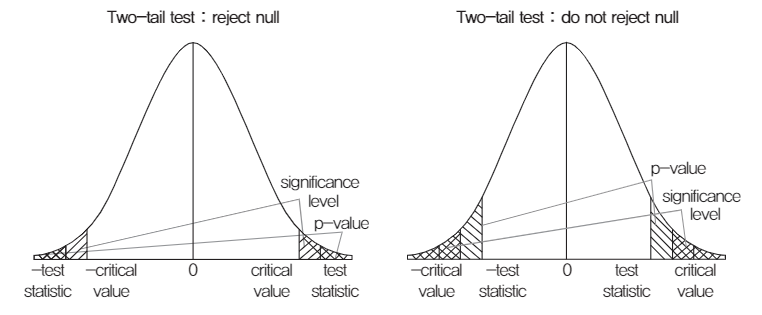 Two-tail test : reject null
significance
level
p-value
-test
statistic
-critical
value
0
critical
value
test
statistic
Two-tail test : do not reject null
p-value
significance
level
-critical
value
-test
statistic
0
test
statistic
critical
value